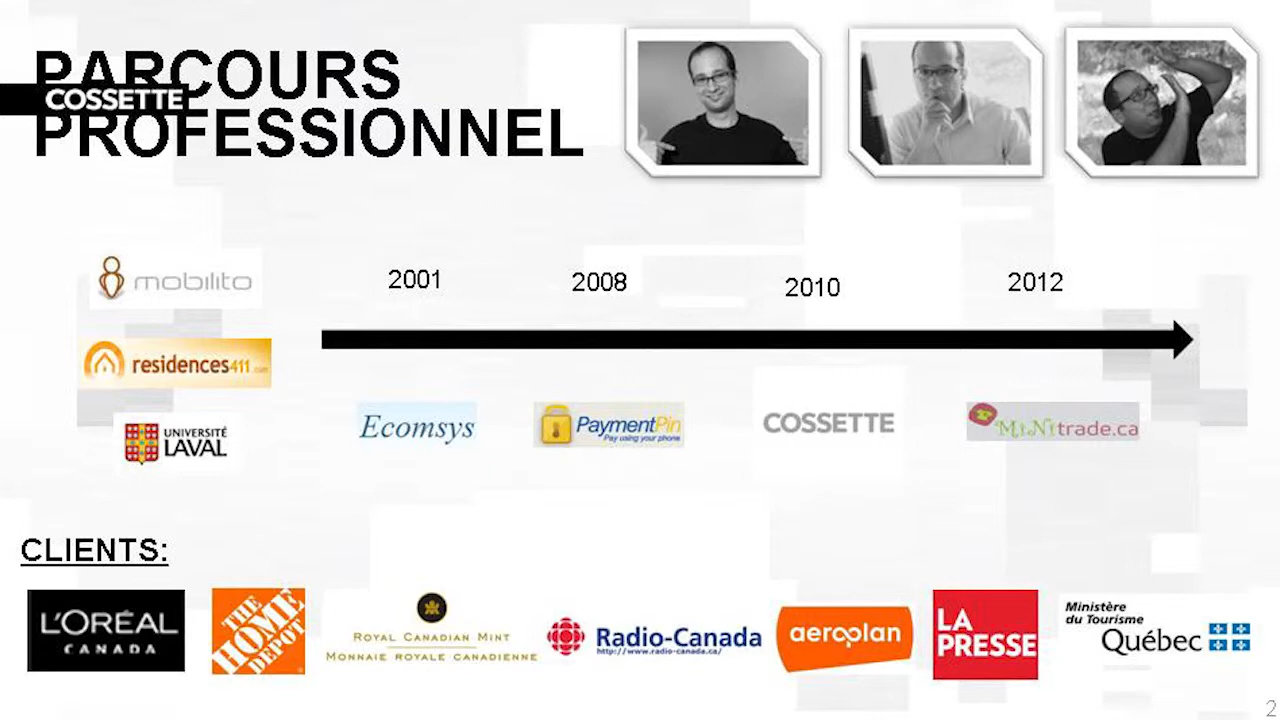 PARCOURS
COSSETTE
PROFESSIONNEL
mobilito
2001
2008
2010
2012
residences411.com
UNIVERSITÉ
LAVAL
Ecomsys
PaymentPin
Pay using your phone
COSSETTE
MiNitrade.ca
CLIENTS:
L'ORÉAL
CANADA
THE
HOME
DEPOT
ROYAL CANADIAN MINT
MONNAIE ROYALE CANADIENNE
Radio-Canada
http://www.radio-canada.ca/
aeroplan
LA
PRESSE
Ministère
du Tourisme
Québec
2